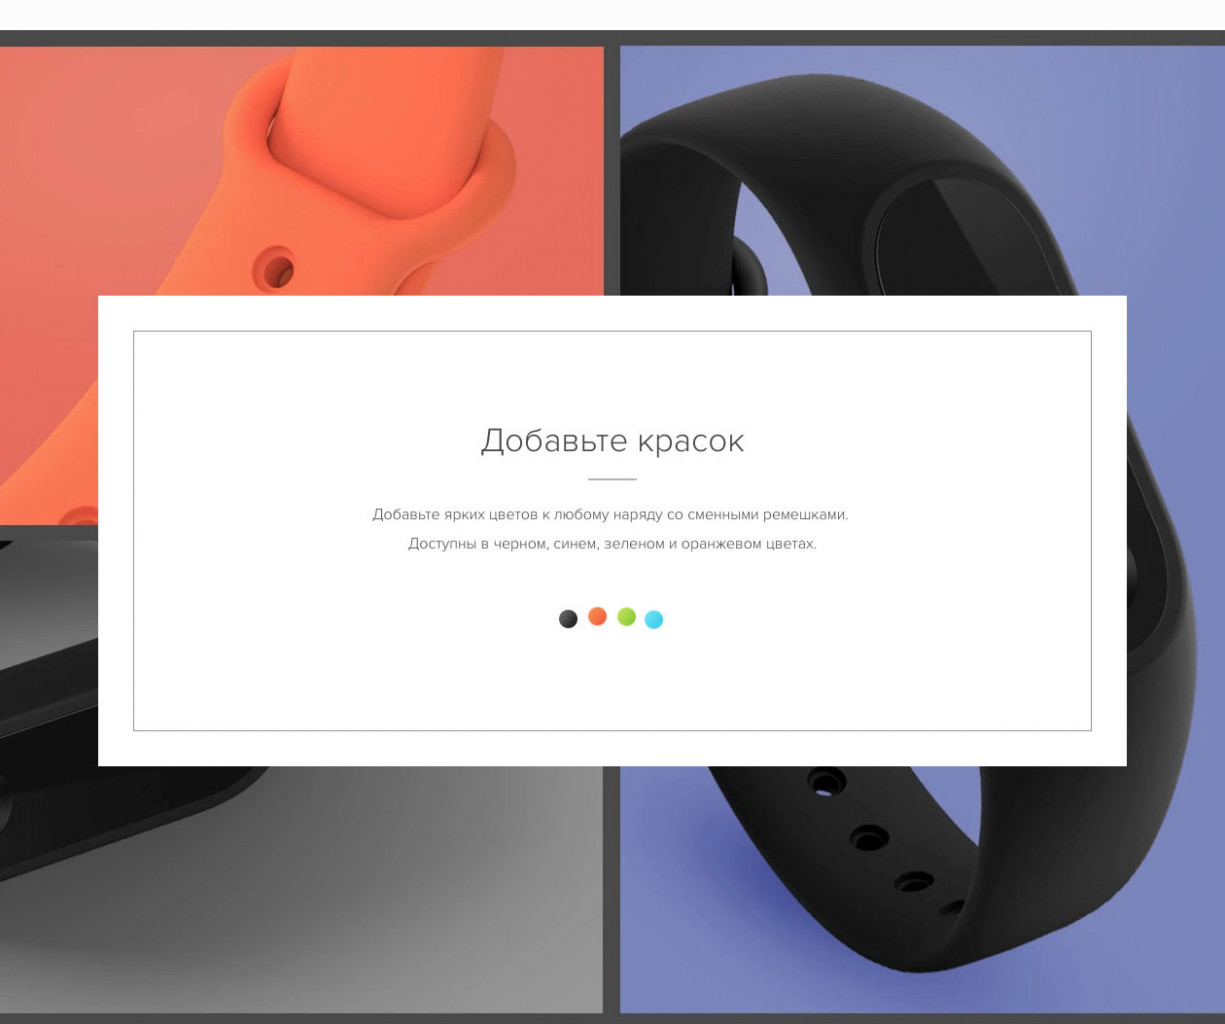 Добавьте красок
Добавьте ярких цветов к любому наряду со сменными ремешками.
Доступны в черном, синем, зеленом и оранжевом цветах.